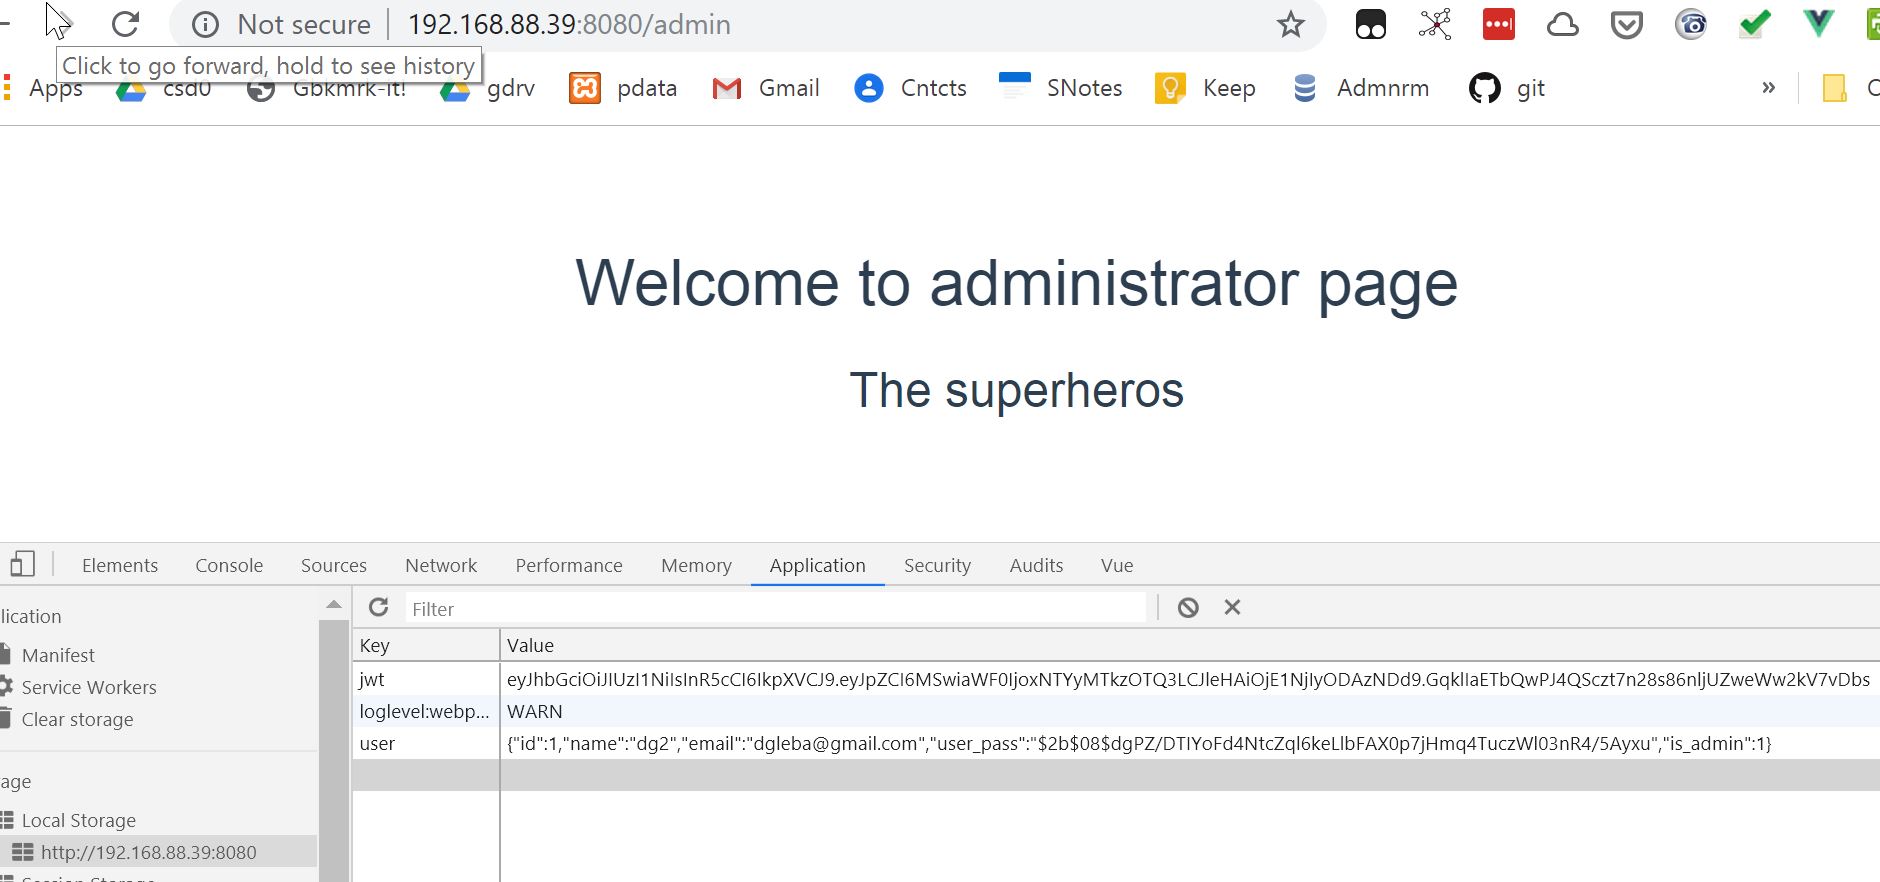 Not secure 192.168.88.39:8080/admin
Click to go forward, hold to see history
Apps csd0 Gbkmrk-it! gdrv pdata Gmail Cntcts SNotes Keep Admnrm git »
Welcome to administrator page
The superheros
Elements Console Sources Network Performance Memory Application Security Audits Vue
lication
Filter
Manifest
Service Workers
Clear storage
rage
Local Storage
http://192.168.88.39:8080
Session Storage
Key Value
jwt
loglevel:webp... WARN
user {"id":1,"name":"dg2","email":"dgleba@gmail.com","user_pass":"$2b$08$dgPZ/DTIYoFd4NtcZql6keLlbFAX0p7jHmq4TuczWl03nR4/5Ayxu","is_admin":1}